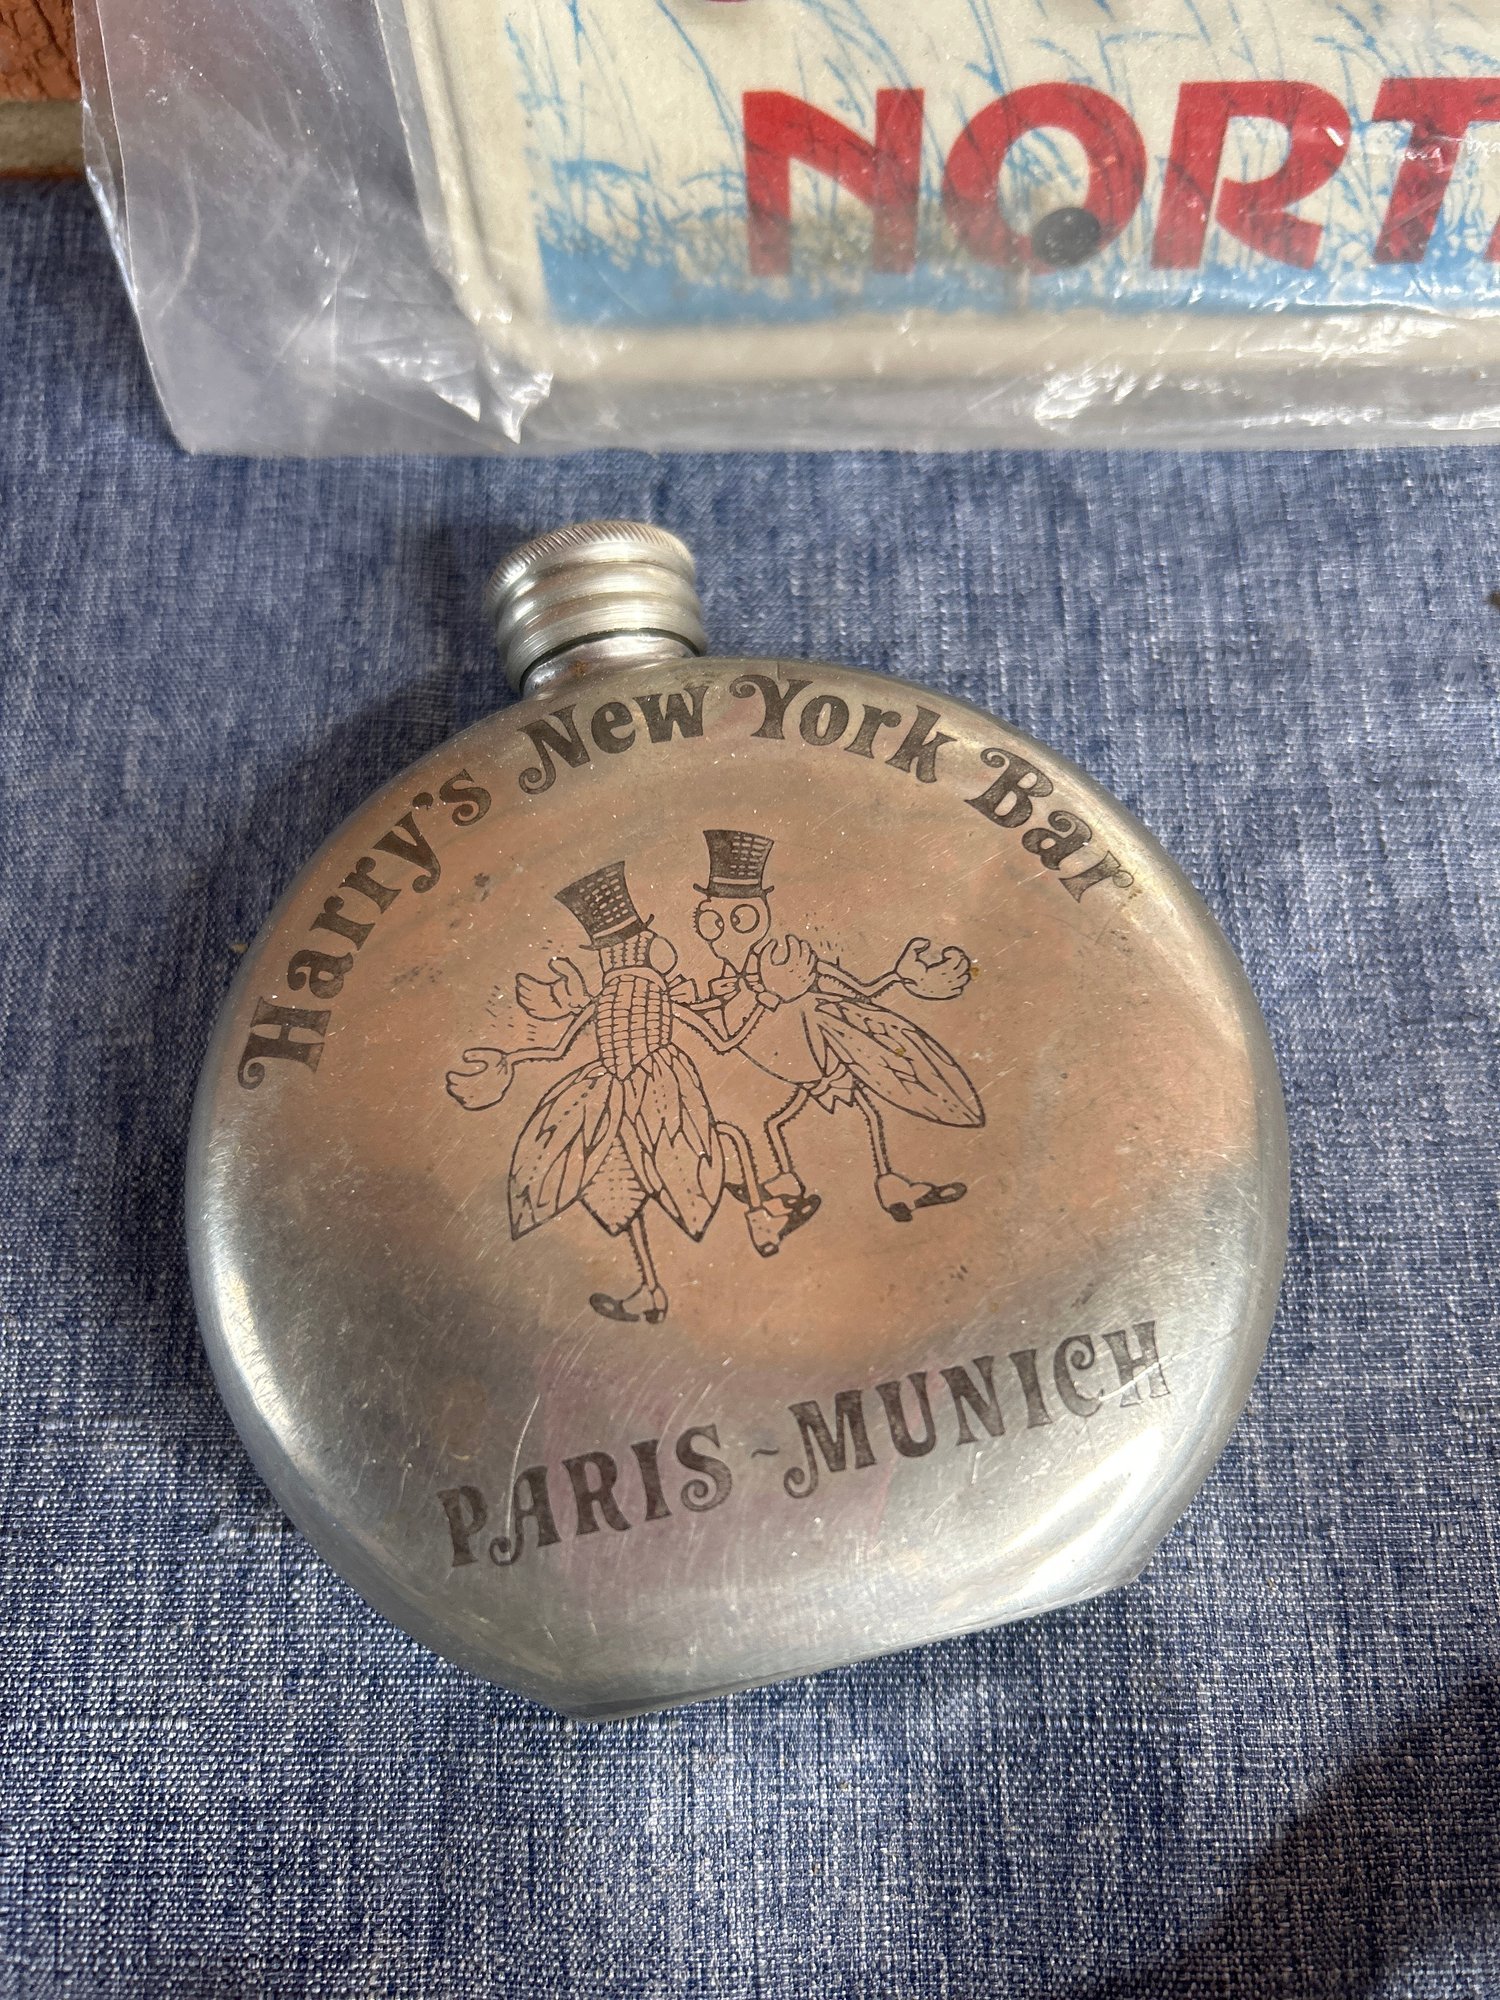 NORT
Harry's New York Bar
PARIS ~ MUNICH